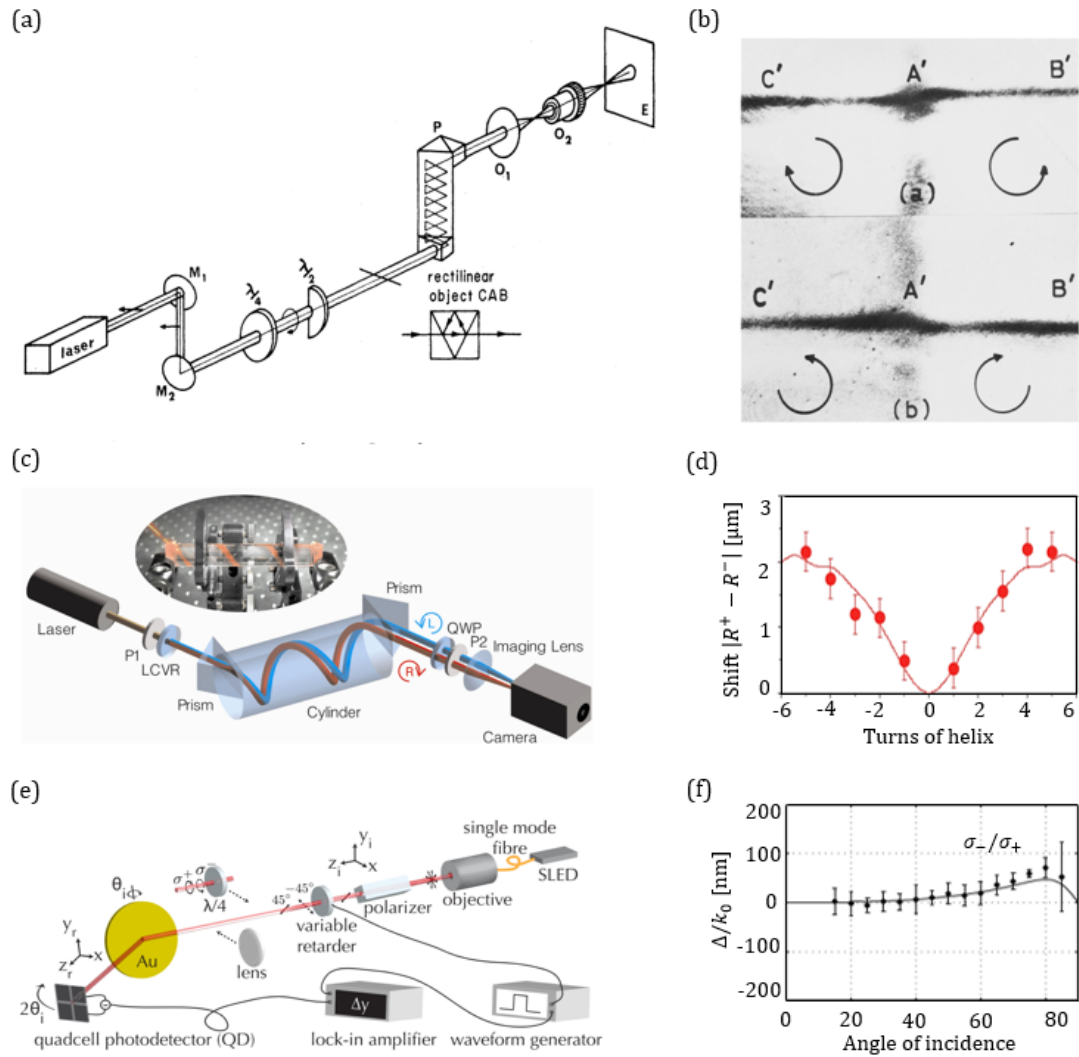 (a)
P
O₁
O₂
E
M₁
M₂
laser
λ/4
λ/2
rectilinear
object CAB
(b)
C′ A′ B′
(a)
C′ A′ B′
(b)
(c)
Laser
P1
LCVR
Prism
Cylinder
Prism
L
R
QWP
P2
Imaging Lens
Camera
(d)
Shift |R⁺ − R⁻| [μm]
3
2
1
0
-6 -4 -2 0 2 4 6
Turns of helix
(e)
single mode
fibre
SLED
objective
polarizer
yᵢ
zᵢ x
-45°
45°
variable
retarder
σ⁺ σ⁻
λ/4
θᵢ
Au
lens
yᵣ
x
zᵣ
2θᵢ
quadcell photodetector (QD)
Δy
lock-in amplifier
waveform generator
(f)
Δ/k₀ [nm]
200
100
0
-100
-200
σ₋/σ₊
0 20 40 60 80
Angle of incidence